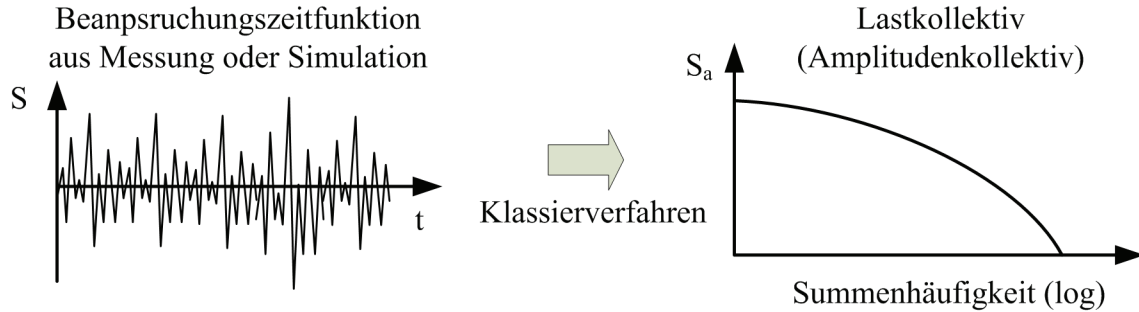 Beanpsruchungszeitfunktion
aus Messung oder Simulation
S
t
Klassierverfahren
Lastkollektiv
(Amplitudenkollektiv)
Sa
Summenhäufigkeit (log)